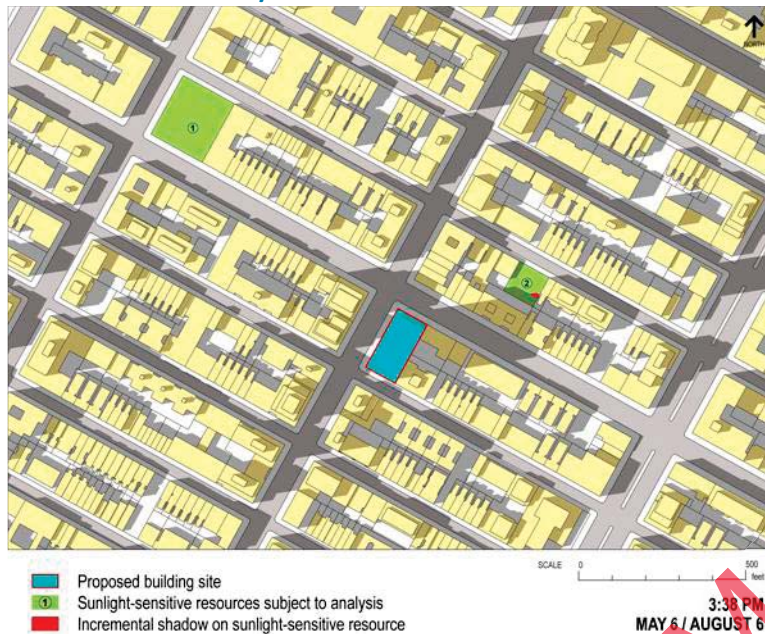 NORTH
①
②
SCALE 0 500 feet
Proposed building site
① Sunlight-sensitive resources subject to analysis
Incremental shadow on sunlight-sensitive resource
3:38 PM
MAY 6 / AUGUST 6